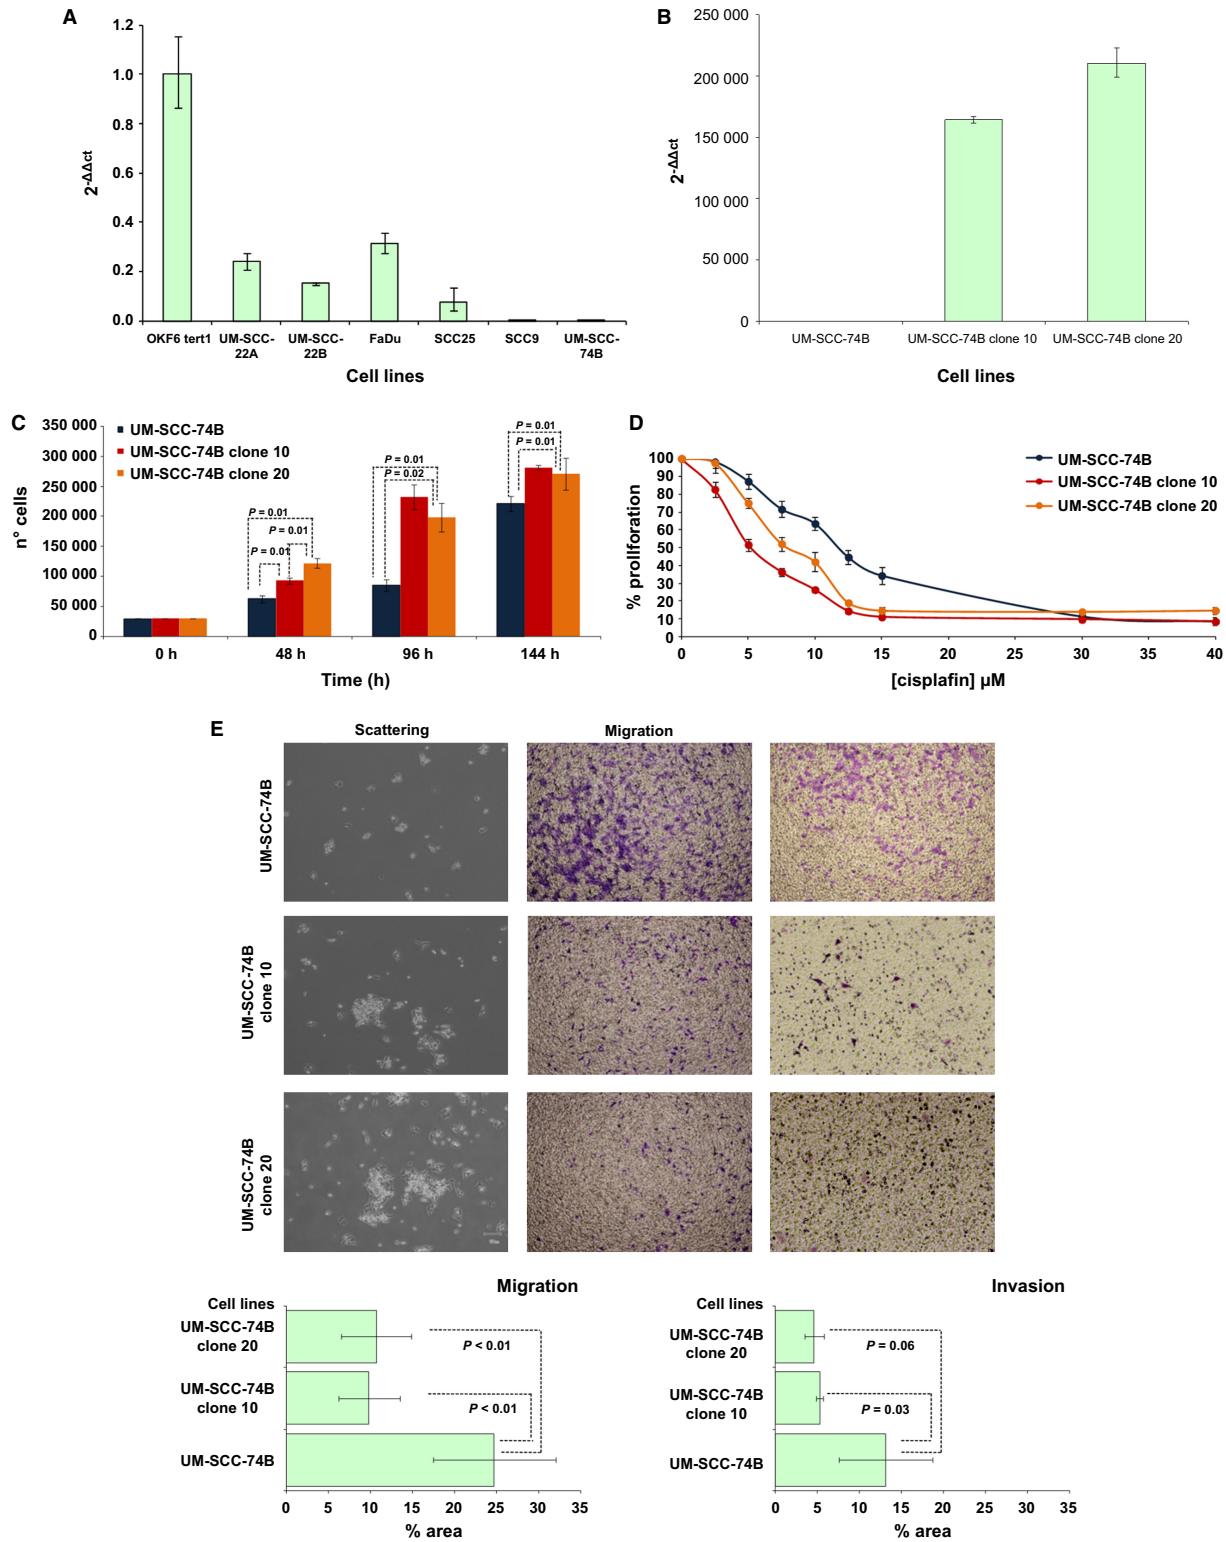 A
1.2
1.0
0.8
0.6
0.4
0.2
0.0
2-ΔΔct
OKF6 tert1
UM-SCC-
22A
UM-SCC-
22B
FaDu
SCC25
SCC9
UM-SCC-
74B
Cell lines
B
250 000
200 000
150 000
100 000
50 000
0
2-ΔΔct
UM-SCC-74B
UM-SCC-74B clone 10
UM-SCC-74B clone 20
Cell lines
C
350 000
300 000
250 000
200 000
150 000
100 000
50 000
0
n° cells
UM-SCC-74B
UM-SCC-74B clone 10
UM-SCC-74B clone 20
P = 0.01
P = 0.01
P = 0.01
P = 0.01
P = 0.02
P = 0.01
P = 0.01
0 h
48 h
96 h
144 h
Time (h)
D
100
90
80
70
60
50
40
30
20
10
0
% prolIforation
UM-SCC-74B
UM-SCC-74B clone 10
UM-SCC-74B clone 20
0
5
10
15
20
25
30
35
40
[cisplafin] µM
E
Scattering
Migration
UM-SCC-74B
UM-SCC-74B
clone 10
UM-SCC-74B
clone 20
Migration
Cell lines
UM-SCC-74B
clone 20
UM-SCC-74B
clone 10
UM-SCC-74B
P < 0.01
P < 0.01
0 5 10 15 20 25 30 35
% area
Invasion
Cell lines
UM-SCC-74B
clone 20
UM-SCC-74B
clone 10
UM-SCC-74B
P = 0.06
P = 0.03
0 5 10 15 20 25 30 35
% area